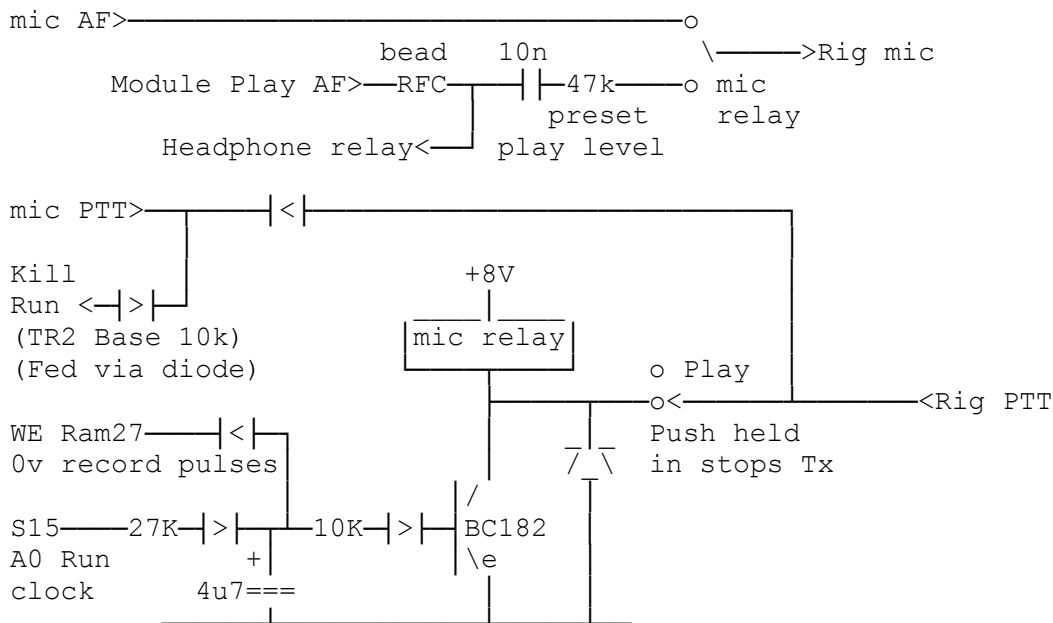 mic AF>
bead 10n
>Rig mic
Module Play AF> RFC 47k mic
preset relay
Headphone relay< play level
mic PTT>
Kill +8V
Run <
(TR2 Base 10k) mic relay
(Fed via diode) Play
<Rig PTT
WE Ram27 Push held
0v record pulses in stops Tx
S15 27K 10K BC182
A0 Run + e
clock 4u7